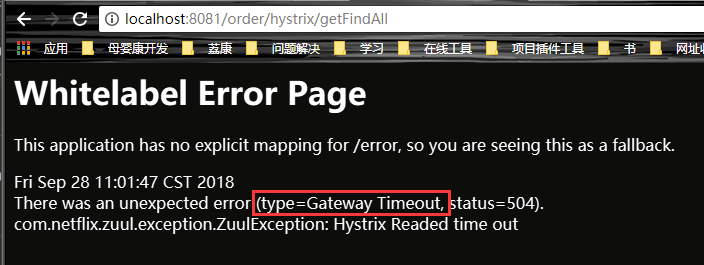 localhost:8081/order/hystrix/getFindAll
应用 母婴康开发 荔康 问题解决 学习 在线工具 项目插件工具 书 网址收
Whitelabel Error Page
This application has no explicit mapping for /error, so you are seeing this as a fallback.
Fri Sep 28 11:01:47 CST 2018
There was an unexpected error (type=Gateway Timeout, status=504).
com.netflix.zuul.exception.ZuulException: Hystrix Readed time out